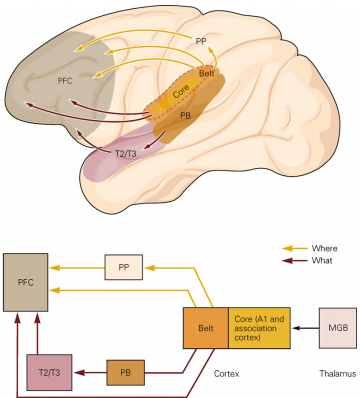 PP
Belt
PFC
Core
PB
T2/T3
Where
What
PP
PFC
Belt
Core (A1 and
association
cortex)
MGB
T2/T3
PB
Cortex
Thalamus